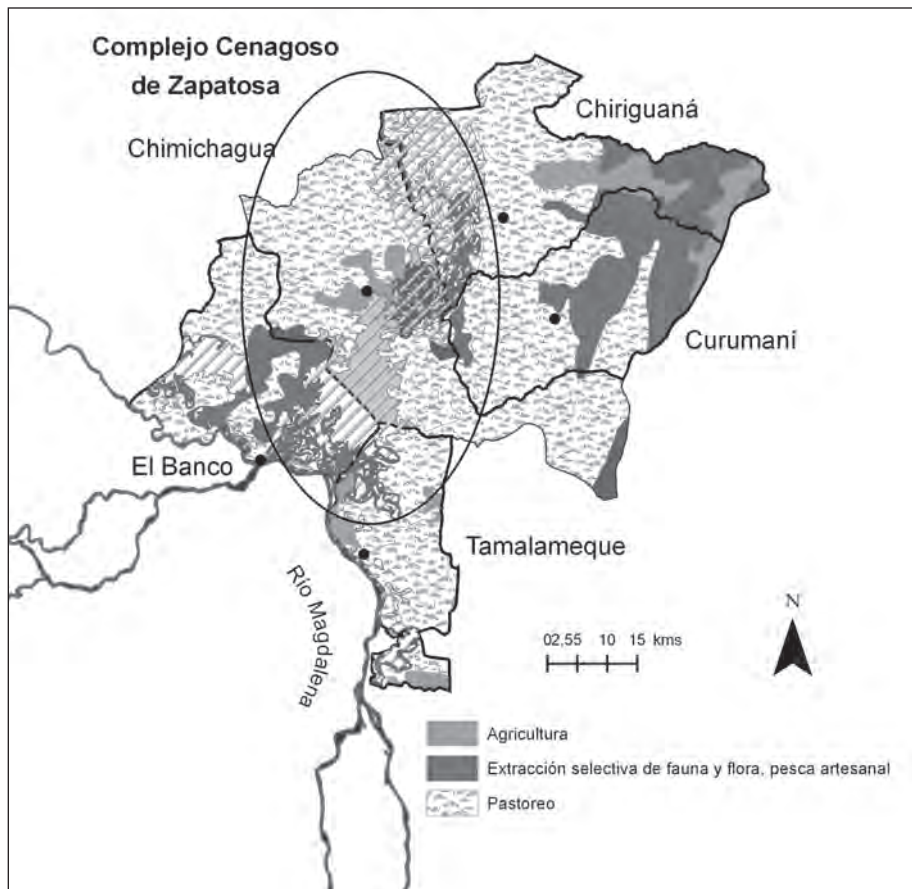 Complejo Cenagoso
de Zapatosa
Chiriguaná
Chimichagua
Curumaní
El Banco
Tamalameque
Río Magdalena
N
02,55 10 15 kms
Agricultura
Extracción selectiva de fauna y flora, pesca artesanal
Pastoreo